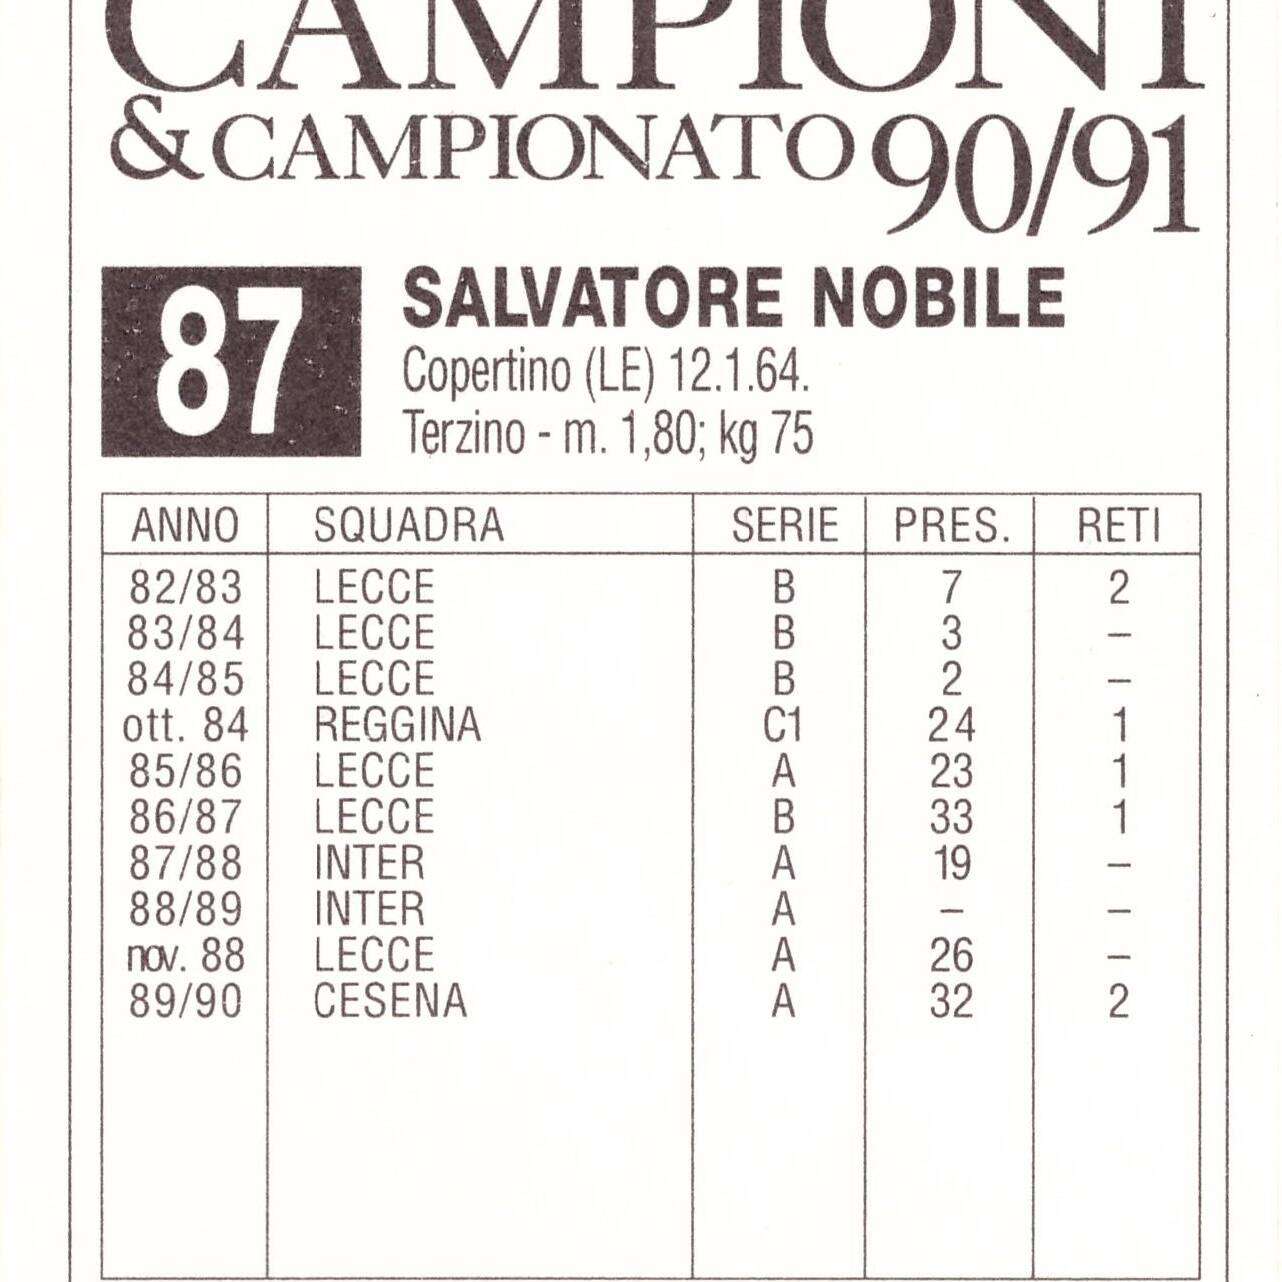 CAMPIONI
& CAMPIONATO 90/91
87
SALVATORE NOBILE
Copertino (LE) 12.1.64.
Terzino - m. 1,80; kg 75
ANNO SQUADRA SERIE PRES. RETI
82/83 LECCE B 7 2
83/84 LECCE B 3 –
84/85 LECCE B 2 –
ott. 84 REGGINA C1 24 1
85/86 LECCE A 23 1
86/87 LECCE B 33 1
87/88 INTER A 19 –
88/89 INTER A – –
nov. 88 LECCE A 26 –
89/90 CESENA A 32 2